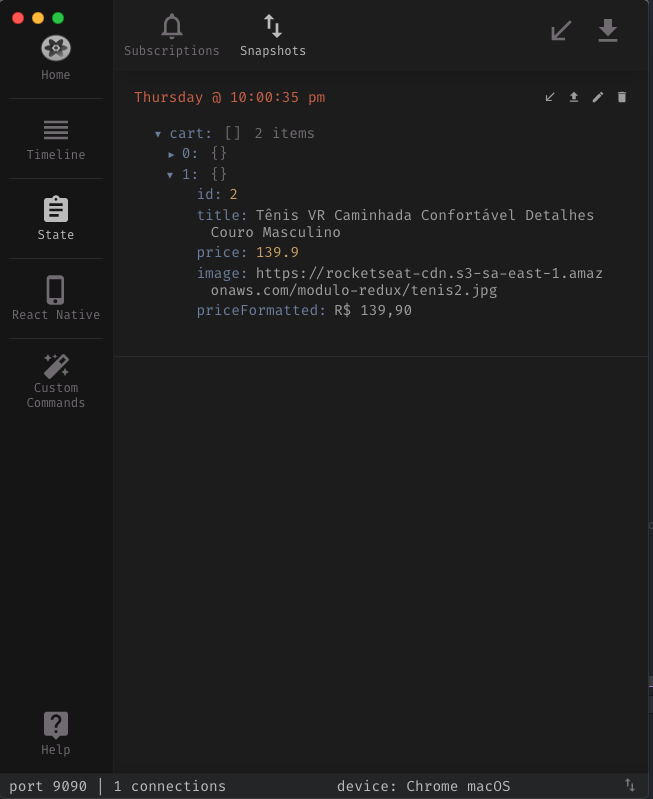 Subscriptions
Snapshots
Home
Timeline
State
React Native
Custom
Commands
Help
Thursday @ 10:00:35 pm
cart: [] 2 items
0: {}
1: {}
id: 2
title: Tênis VR Caminhada Confortável Detalhes
Couro Masculino
price: 139.9
image: https://rocketseat-cdn.s3-sa-east-1.amaz
onaws.com/modulo-redux/tenis2.jpg
priceFormatted: R$ 139,90
port 9090 | 1 connections
device: Chrome macOS